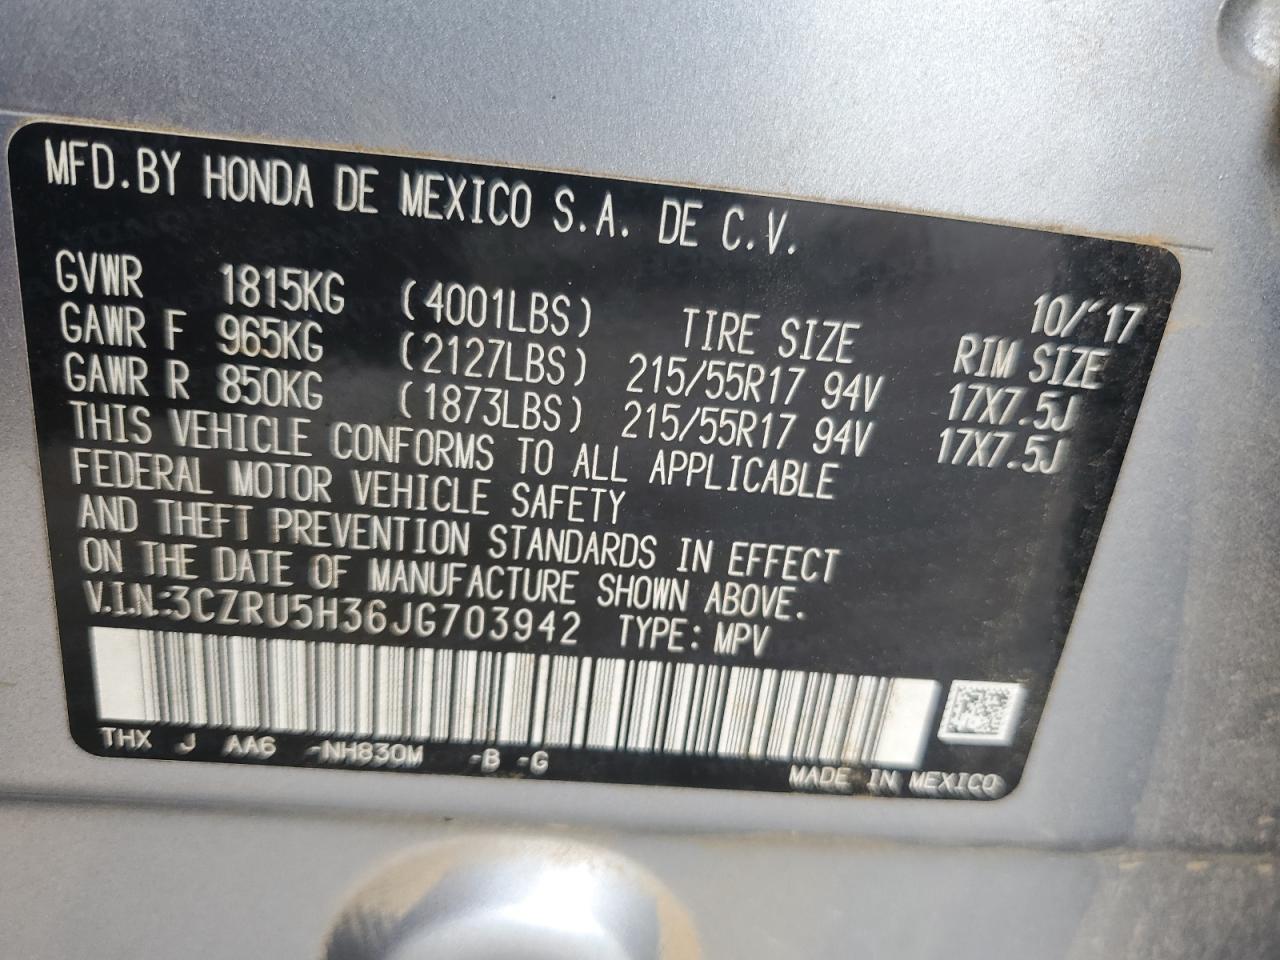 MFD.BY HONDA DE MEXICO S.A. DE C.V.
10/'17
GVWR 1815KG (4001LBS) TIRE SIZE RIM SIZE
GAWR F 965KG (2127LBS) 215/55R17 94V 17X7.5J
GAWR R 850KG (1873LBS) 215/55R17 94V 17X7.5J
THIS VEHICLE CONFORMS TO ALL APPLICABLE
FEDERAL MOTOR VEHICLE SAFETY
AND THEFT PREVENTION STANDARDS IN EFFECT
ON THE DATE OF MANUFACTURE SHOWN ABOVE.
V.I.N.:3CZRU5H36JG703942 TYPE: MPV
THX J AA6 -NH830M -B -G
MADE IN MEXICO